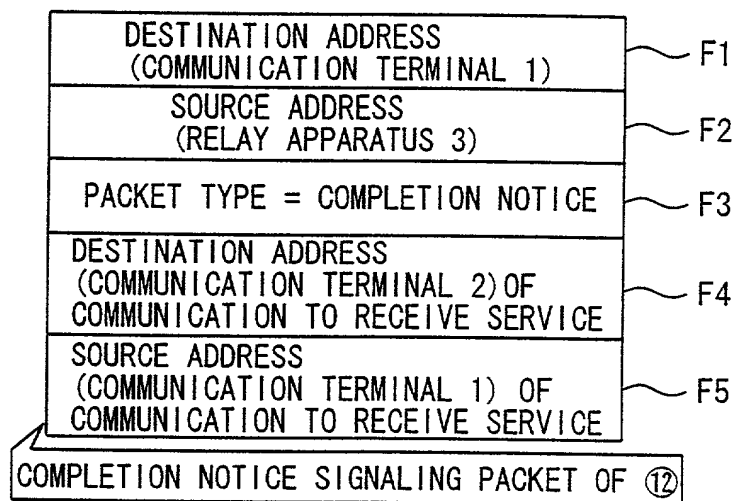 DESTINATION ADDRESS
(COMMUNICATION TERMINAL 1)
F1
SOURCE ADDRESS
(RELAY APPARATUS 3)
F2
PACKET TYPE = COMPLETION NOTICE
F3
DESTINATION ADDRESS
(COMMUNICATION TERMINAL 2)OF
COMMUNICATION TO RECEIVE SERVICE
F4
SOURCE ADDRESS
(COMMUNICATION TERMINAL 1) OF
COMMUNICATION TO RECEIVE SERVICE
F5
COMPLETION NOTICE SIGNALING PACKET OF ⑫